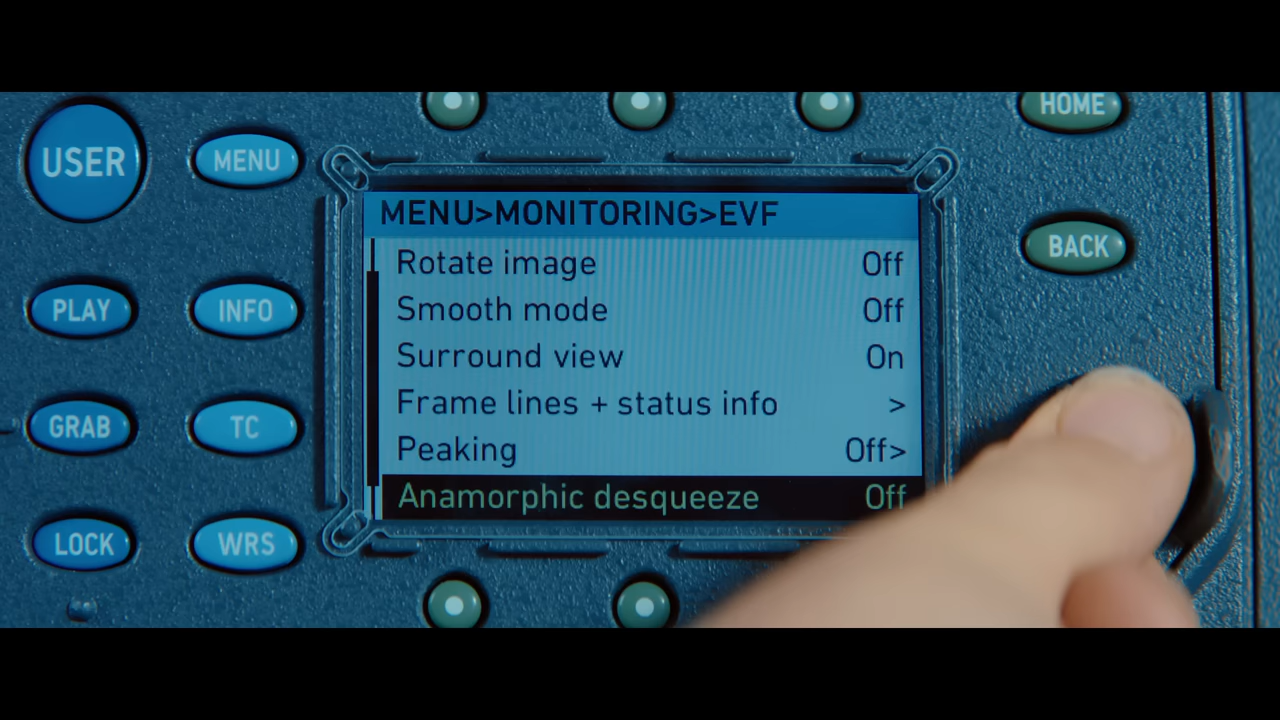 HOME
USER
MENU
MENU>MONITORING>EVF
BACK
Rotate image Off
Smooth mode Off
PLAY
INFO
Surround view On
Frame lines + status info >
GRAB
TC
Peaking Off>
Anamorphic desqueeze Off
LOCK
WRS